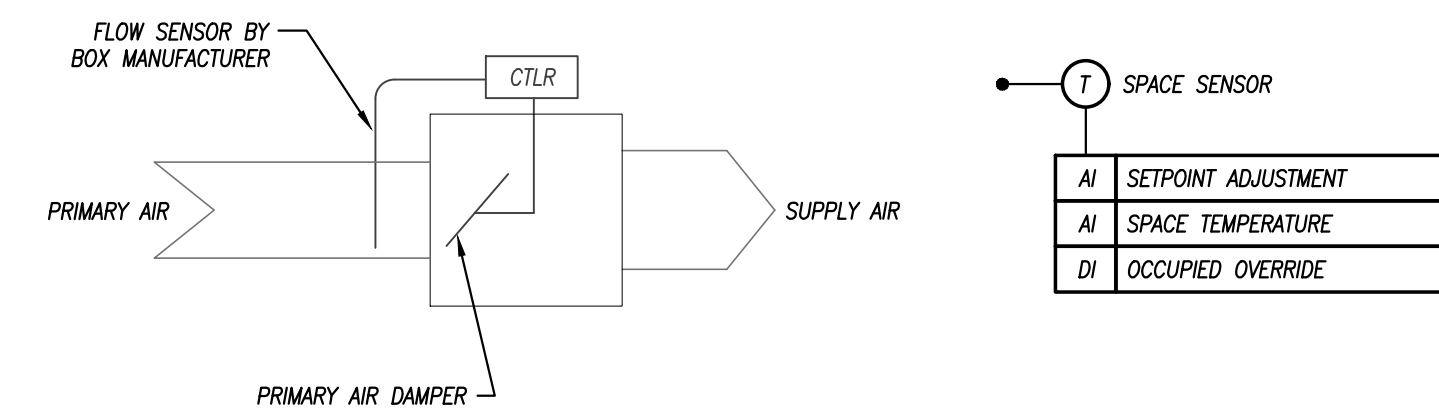 FLOW SENSOR BY
BOX MANUFACTURER
CTLR
PRIMARY AIR
SUPPLY AIR
PRIMARY AIR DAMPER
T SPACE SENSOR
AI SETPOINT ADJUSTMENT
AI SPACE TEMPERATURE
DI OCCUPIED OVERRIDE